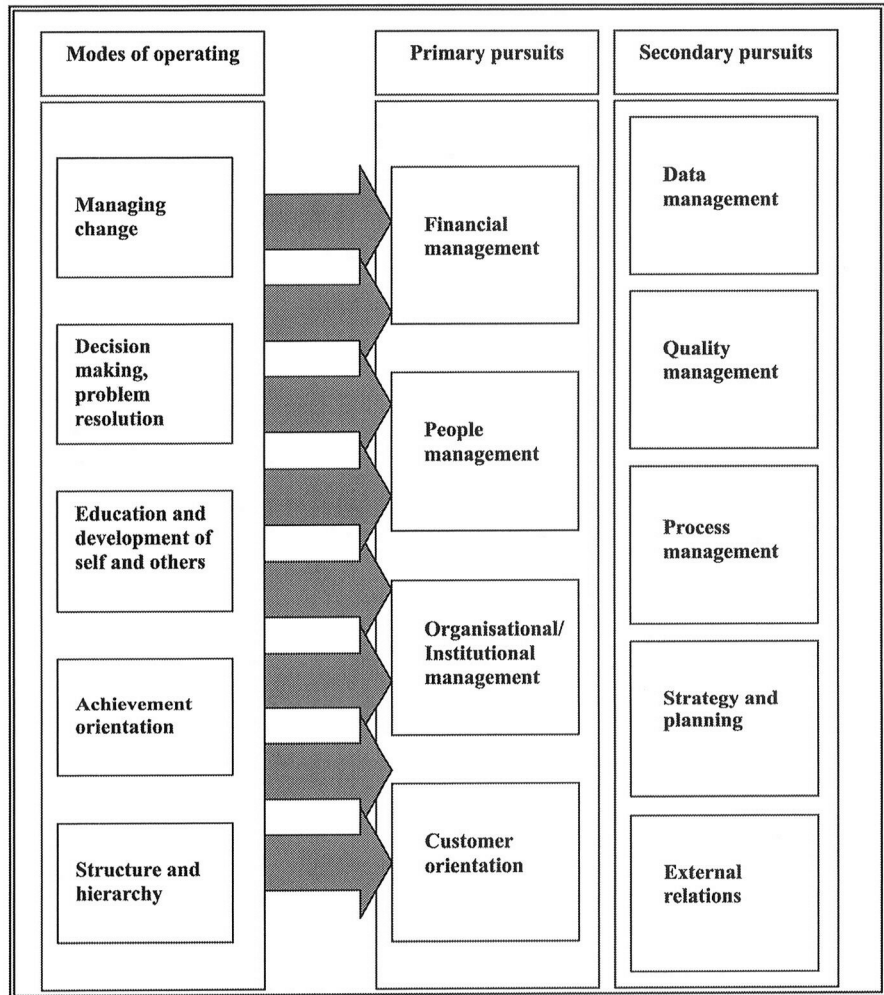 Modes of operating
Primary pursuits
Secondary pursuits
Managing
change
Decision
making,
problem
resolution
Education and
development of
self and others
Achievement
orientation
Structure and
hierarchy
Financial
management
People
management
Organisational/
Institutional
management
Customer
orientation
Data
management
Quality
management
Process
management
Strategy and
planning
External
relations